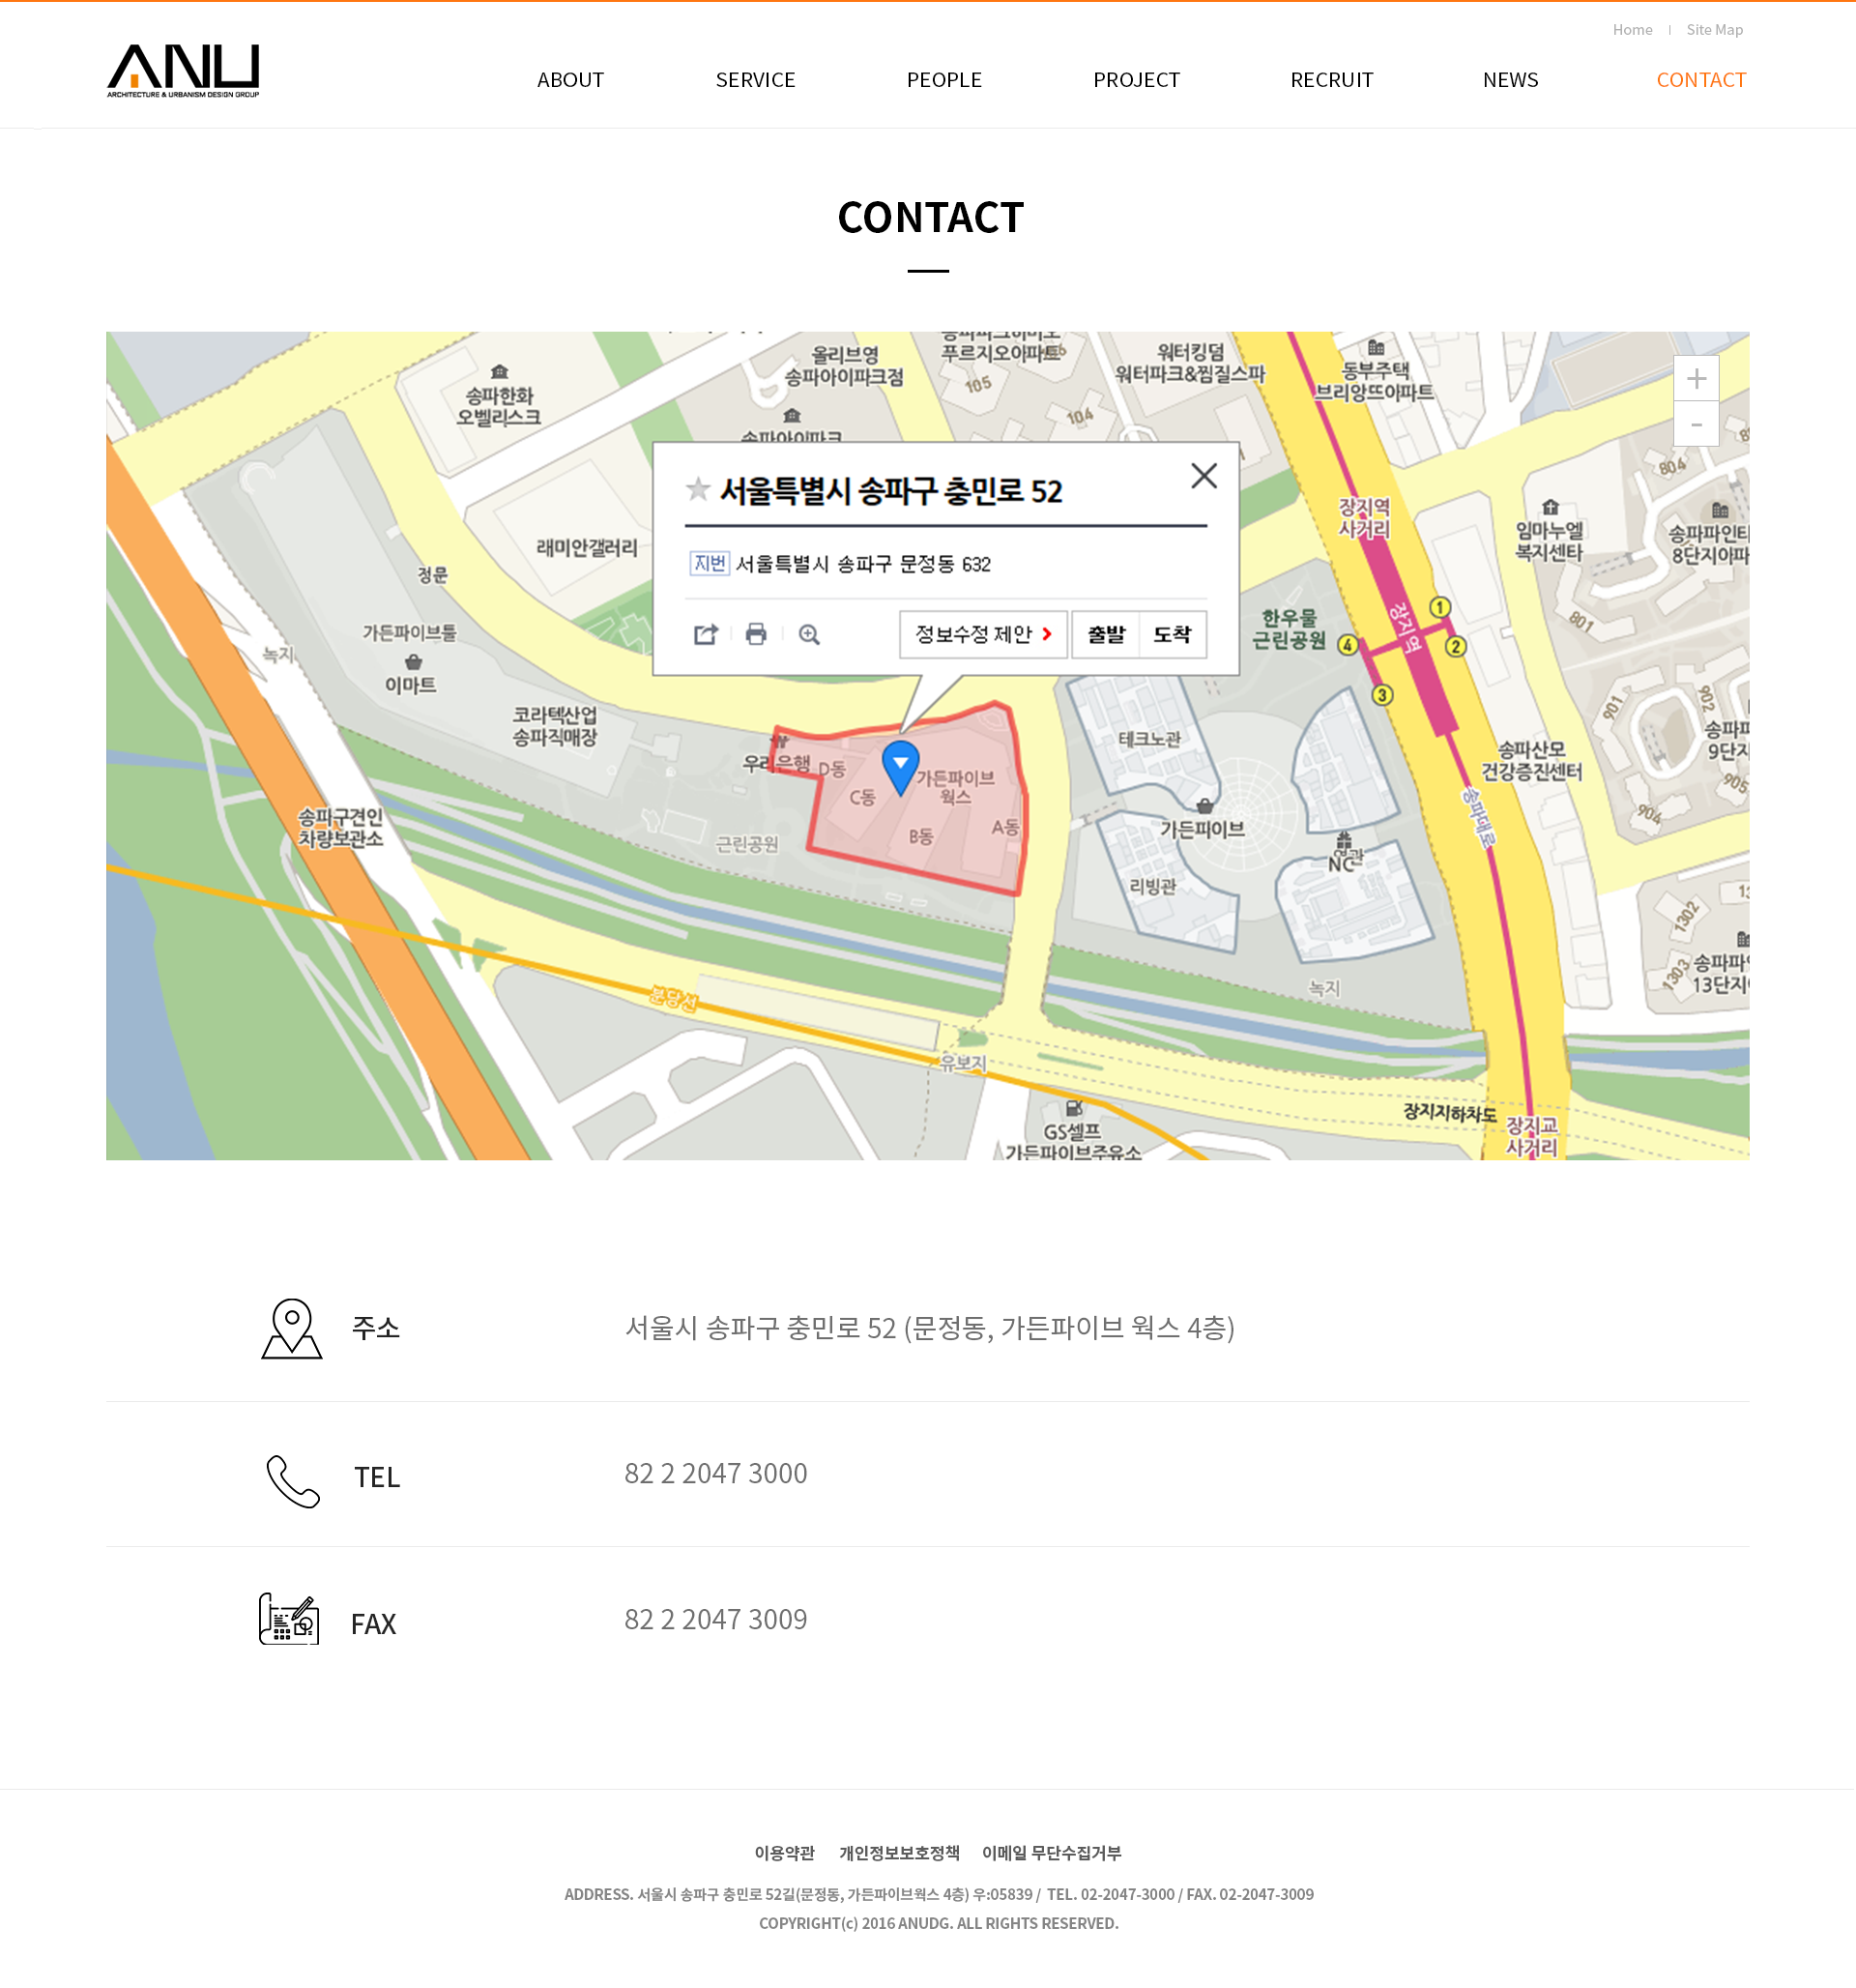 Home
Site Map
ANU
ARCHITECTURE & URBANISM DESIGN GROUP
ABOUT
SERVICE
PEOPLE
PROJECT
RECRUIT
NEWS
CONTACT
CONTACT
올리브영
송파아이파크점
푸르지오아파트
105
104
워터킹덤
워터파크&찜질스파
동부주택
브리앙뜨아파트
+
-
송파한화
오벨리스크
송파아이파크
804
서울특별시 송파구 충민로 52
지번 서울특별시 송파구 문정동 632
정보수정 제안
출발
도착
장지역
사거리
임마누엘
복지센타
송파파인타
8단지아파
801
래미안갤러리
정문
가든파이브툴
녹지
이마트
한우물
근린공원
장지역
1
2
3
4
901
902
송파파
9단지
905
904
코라텍산업
송파직매장
우리은행
D동
C동
가든파이브
웍스
B동
A동
테크노관
가든파이브
NC
리빙관
송파산모
건강증진센터
송파대로
송파구견인
차량보관소
근린공원
1302
1303
송파파인
13단지
녹지
분당선
유보지
GS셀프
가든파이브주유소
장지지하차도
장지교
사거리
주소
서울시 송파구 충민로 52 (문정동, 가든파이브 웍스 4층)
TEL
82 2 2047 3000
FAX
82 2 2047 3009
이용약관
개인정보보호정책
이메일 무단수집거부
ADDRESS. 서울시 송파구 충민로 52길(문정동, 가든파이브웍스 4층) 우:05839 / TEL. 02-2047-3000 / FAX. 02-2047-3009
COPYRIGHT(c) 2016 ANUDG. ALL RIGHTS RESERVED.